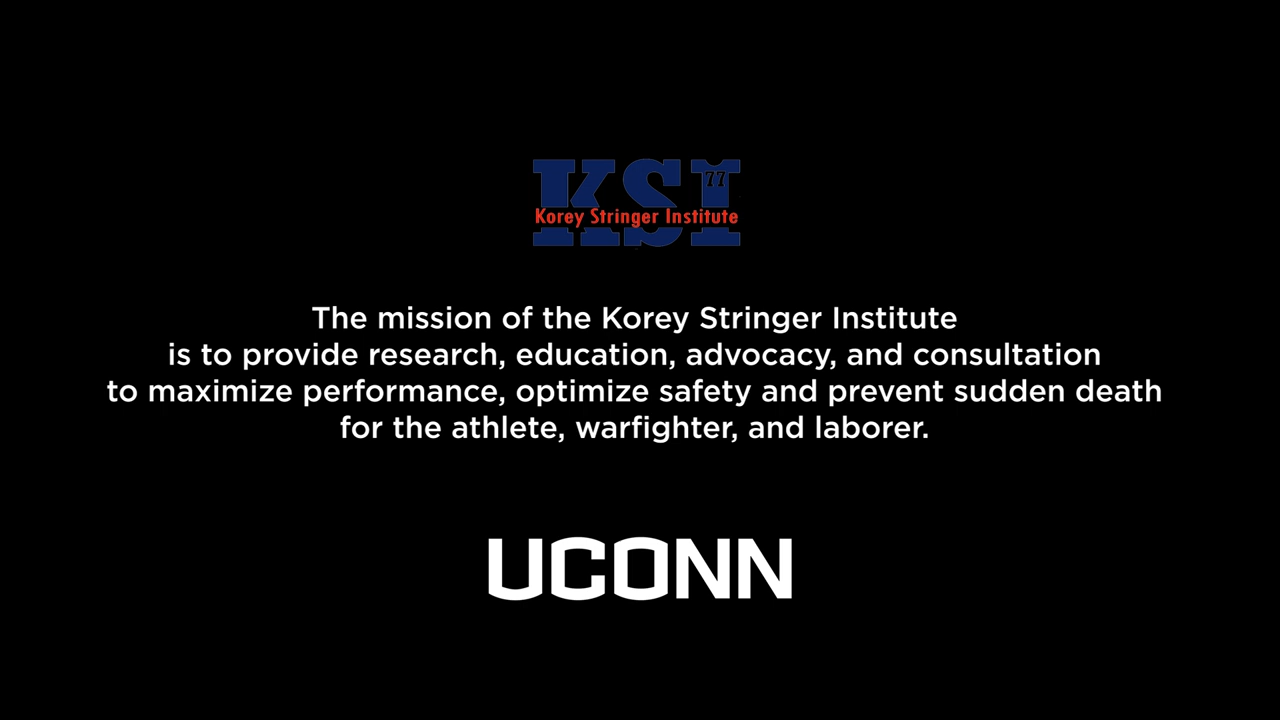 KSI
77
Korey Stringer Institute
The mission of the Korey Stringer Institute
is to provide research, education, advocacy, and consultation
to maximize performance, optimize safety and prevent sudden death
for the athlete, warfighter, and laborer.
UCONN